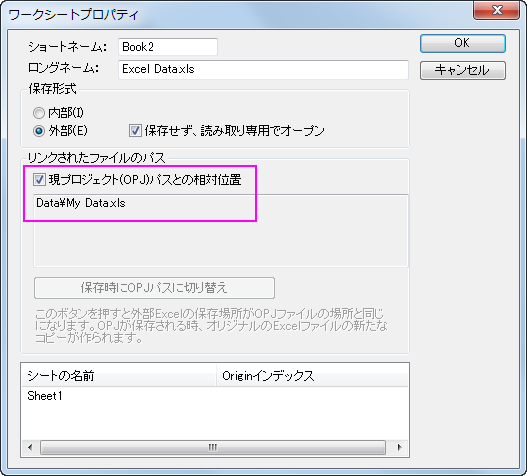 ワークシートプロパティ
ショートネーム: Book2
OK
ロングネーム: Excel Data.xls
キャンセル
保存形式
内部(I)
外部(E) 保存せず、読み取り専用でオープン
リンクされたファイルのパス
現プロジェクト(OPJ)パスとの相対位置
Data¥My Data.xls
保存時にOPJパスに切り替え
このボタンを押すと外部Excelの保存場所がOPJファイルの場所と同じ
になります。OPJが保存される時、オリジナルのExcelファイルの新たな
コピーが作られます。
シートの名前 Originインデックス
Sheet1